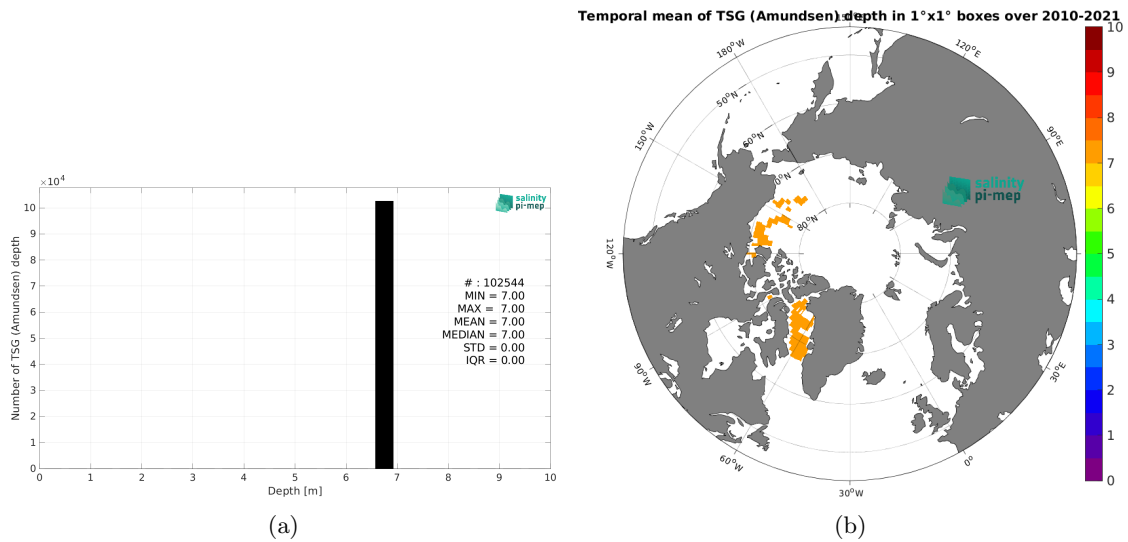 ×10⁴
10
9
8
7
6
5
4
3
2
1
0
Number of TSG (Amundsen) depth
0 1 2 3 4 5 6 7 8 9 10
Depth [m]
salinity
pi-mep
# : 102544
MIN = 7.00
MAX = 7.00
MEAN = 7.00
MEDIAN = 7.00
STD = 0.00
IQR = 0.00
(a)
Temporal mean of TSG (Amundsen) depth in 1°x1° boxes over 2010-2021
180°W
120°E
150°W
90°E
120°W
90°W
30°E
60°W
0°
30°W
50°N
60°N
0°N
80°N
salinity
pi-mep
10
9
8
7
6
5
4
3
2
1
0
(b)